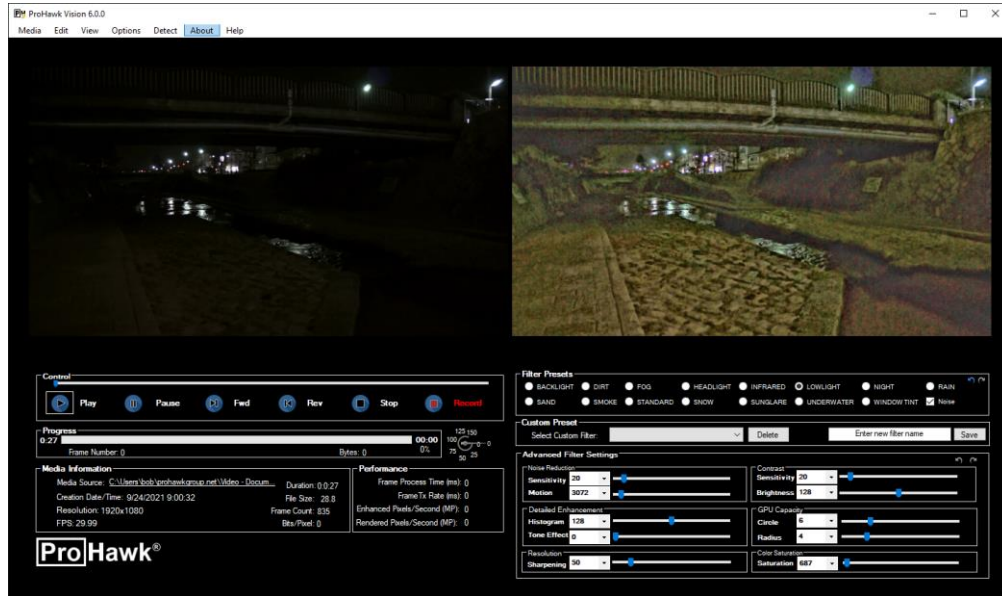 ProHawk Vision 6.0.0
Media Edit View Options Detect About Help
Control
Play Pause Fwd Rev Stop Record
Progress
0:27 00:00
Frame Number: 0 Bytes: 0 0%
125 150
100 0 0
75
50 25
Media Information
Media Source: C:\Users\bob\prohawkgroup.net\Video - Docum... Duration: 0:0:27
Creation Date/Time: 9/24/2021 9:00:32 File Size: 28.8
Resolution: 1920x1080 Frame Count: 835
FPS: 29.99 Bits/Pixel: 0
Performance
Frame Process Time (ms): 0
FrameTx Rate (ms): 0
Enhanced Pixels/Second (MP): 0
Rendered Pixels/Second (MP): 0
ProHawk®
Filter Presets
BACKLIGHT DIRT FOG HEADLIGHT INFRARED LOWLIGHT NIGHT RAIN
SAND SMOKE STANDARD SNOW SUNGLARE UNDERWATER WINDOW TINT Noise
Custom Preset
Select Custom Filter: Delete Enter new filter name Save
Advanced Filter Settings
Noise Reduction
Sensitivity 20
Motion 3072
Contrast
Sensitivity 20
Brightness 128
Detailed Enhancement
Histogram 128
Tone Effect 0
GPU Capacity
Circle 6
Radius 4
Resolution
Sharpening 50
Color Saturation
Saturation 687